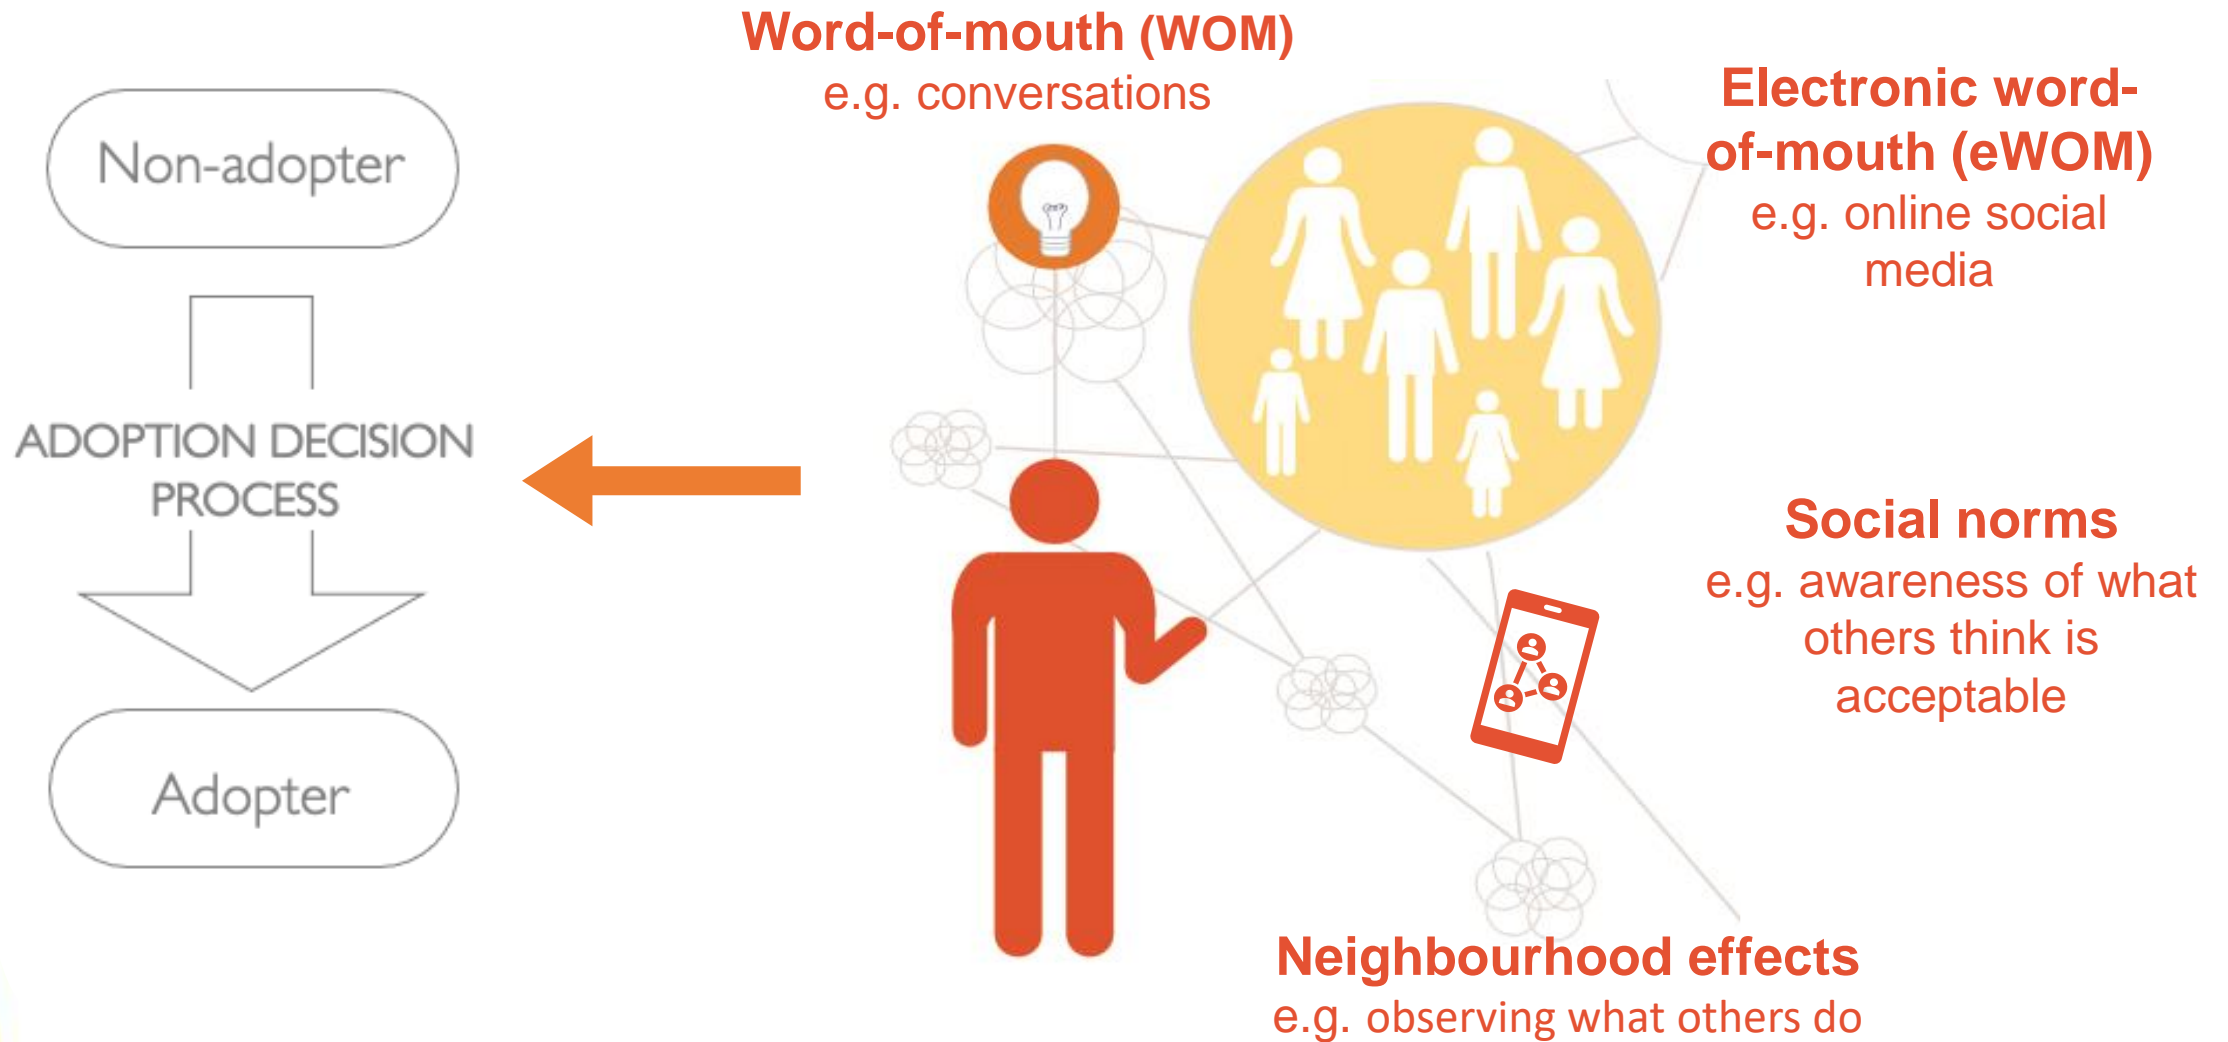 Non-adopter
ADOPTION DECISION
PROCESS
Adopter
Word-of-mouth (WOM)
e.g. conversations
Electronic word-
of-mouth (eWOM)
e.g. online social
media
Social norms
e.g. awareness of what
others think is
acceptable
Neighbourhood effects
e.g. observing what others do